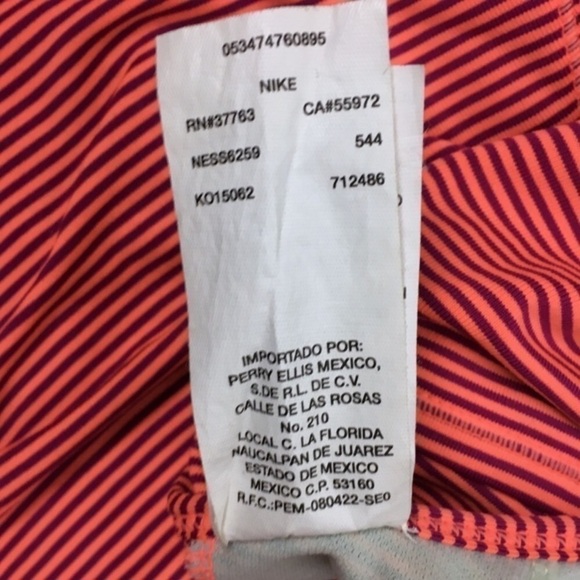 053474760895
NIKE
RN#37763 CA#55972
NESS6259 544
KO15062 712486
IMPORTADO POR:
PERRY ELLIS MEXICO,
S.DE R.L. DE C.V.
CALLE DE LAS ROSAS
No. 210
LOCAL C. LA FLORIDA
NAUCALPAN DE JUAREZ
ESTADO DE MEXICO
MEXICO C.P. 53160
R.F.C.:PEM-080422-SE0